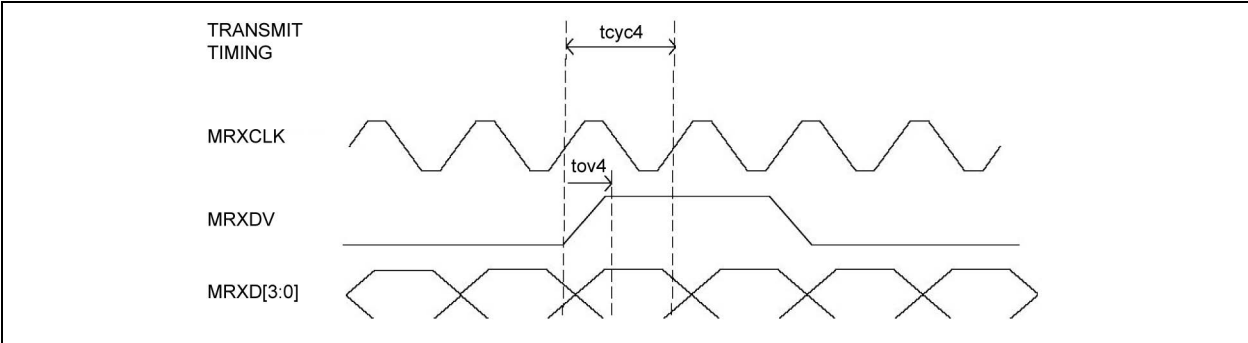 TRANSMIT
TIMING
tcyc4
MRXCLK
tov4
MRXDV
MRXD[3:0]